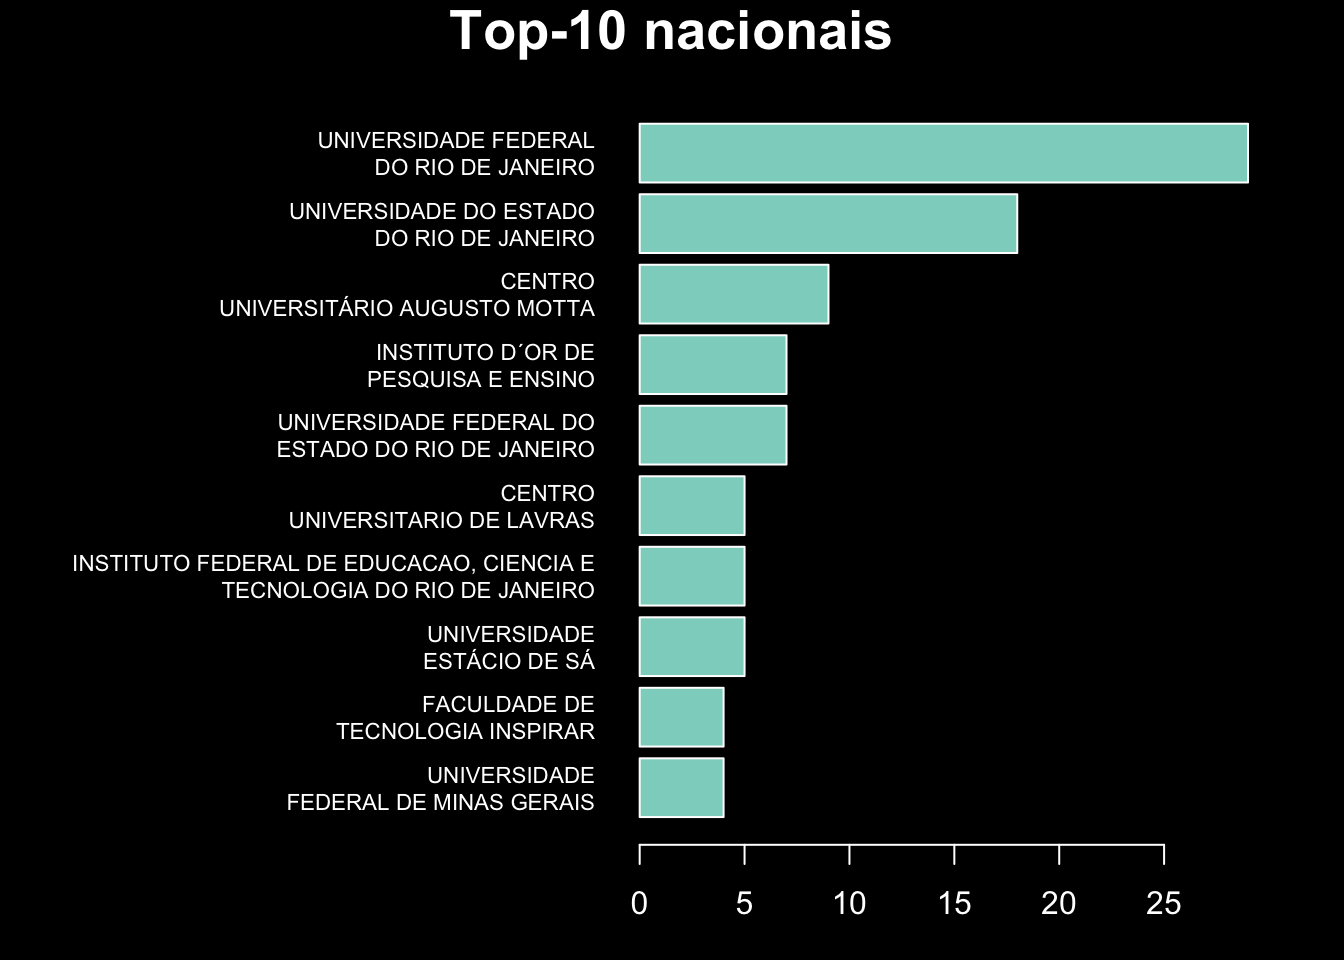 Top-10 nacionais
UNIVERSIDADE FEDERAL
DO RIO DE JANEIRO
UNIVERSIDADE DO ESTADO
DO RIO DE JANEIRO
CENTRO
UNIVERSITÁRIO AUGUSTO MOTTA
INSTITUTO D´OR DE
PESQUISA E ENSINO
UNIVERSIDADE FEDERAL DO
ESTADO DO RIO DE JANEIRO
CENTRO
UNIVERSITARIO DE LAVRAS
INSTITUTO FEDERAL DE EDUCACAO, CIENCIA E
TECNOLOGIA DO RIO DE JANEIRO
UNIVERSIDADE
ESTÁCIO DE SÁ
FACULDADE DE
TECNOLOGIA INSPIRAR
UNIVERSIDADE
FEDERAL DE MINAS GERAIS
0 5 10 15 20 25